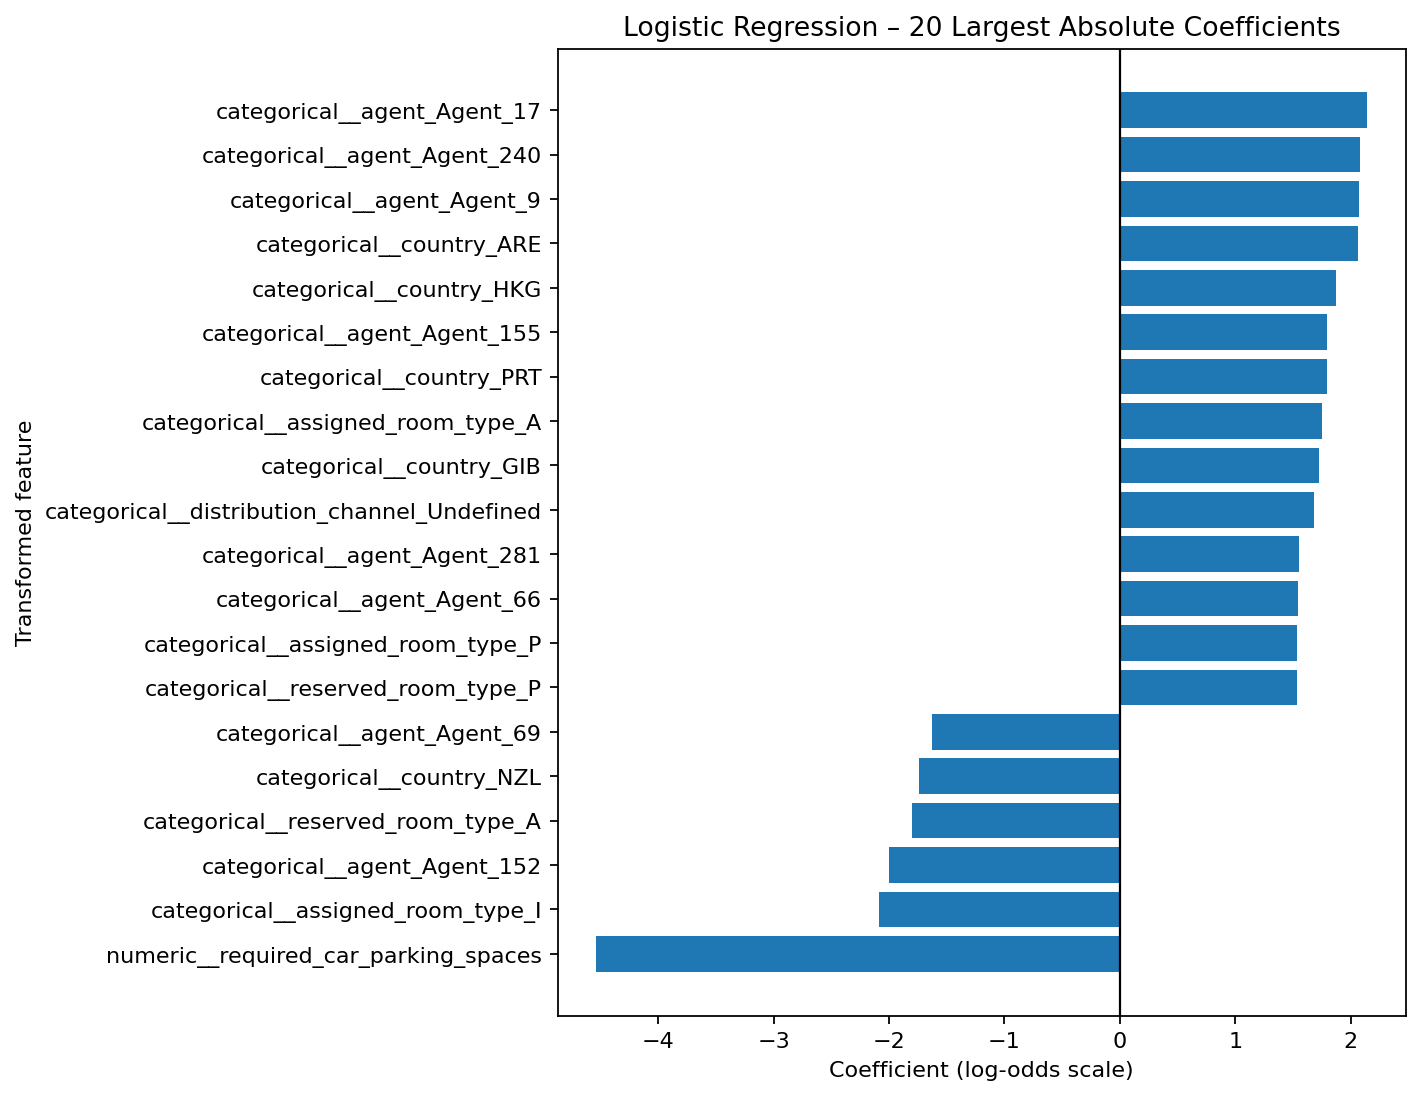 Logistic Regression – 20 Largest Absolute Coefficients
Transformed feature
categorical__agent_Agent_17
categorical__agent_Agent_240
categorical__agent_Agent_9
categorical__country_ARE
categorical__country_HKG
categorical__agent_Agent_155
categorical__country_PRT
categorical__assigned_room_type_A
categorical__country_GIB
categorical__distribution_channel_Undefined
categorical__agent_Agent_281
categorical__agent_Agent_66
categorical__assigned_room_type_P
categorical__reserved_room_type_P
categorical__agent_Agent_69
categorical__country_NZL
categorical__reserved_room_type_A
categorical__agent_Agent_152
categorical__assigned_room_type_I
numeric__required_car_parking_spaces
−4 −3 −2 −1 0 1 2
Coefficient (log-odds scale)